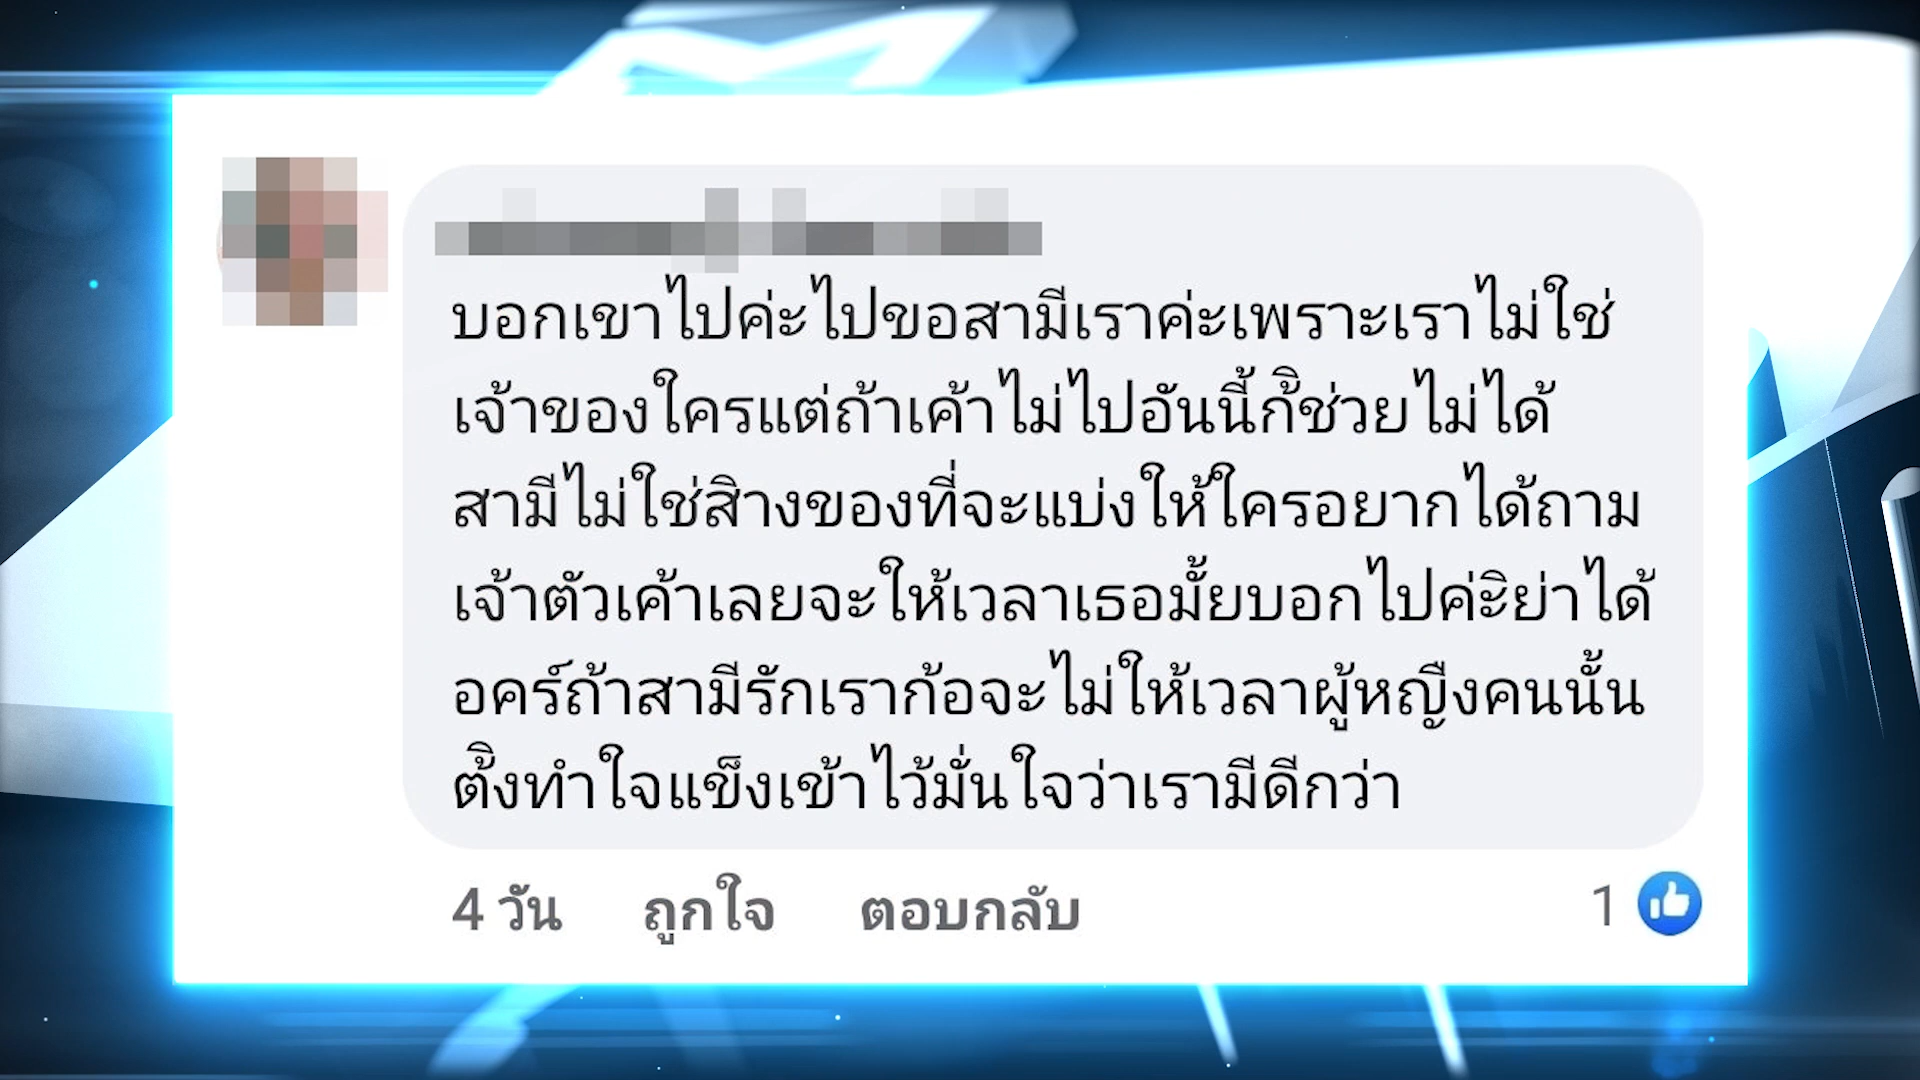 บอกเขาไปค่ะไปขอสามีเราค่ะเพราะเราไม่ใช่
เจ้าของใครแต่ถ้าเค้าไม่ไปอันนี้ก้ิช่วยไม่ได้
สามีไม่ใช่สิางของที่จะแบ่งให้ใครอยากได้ถาม
เจ้าตัวเค้าเลยจะให้เวลาเธอมั้ยบอกไปค่ะิย่าได้
อคร์ถ้าสามีรักเราก้อจะไม่ให้เวลาผู้หญืงคนนั้น
ต้ิงทำใจแข็งเข้าไว้มั่นใจว่าเรามีดีกว่า
4 วัน ถูกใจ ตอบกลับ 1